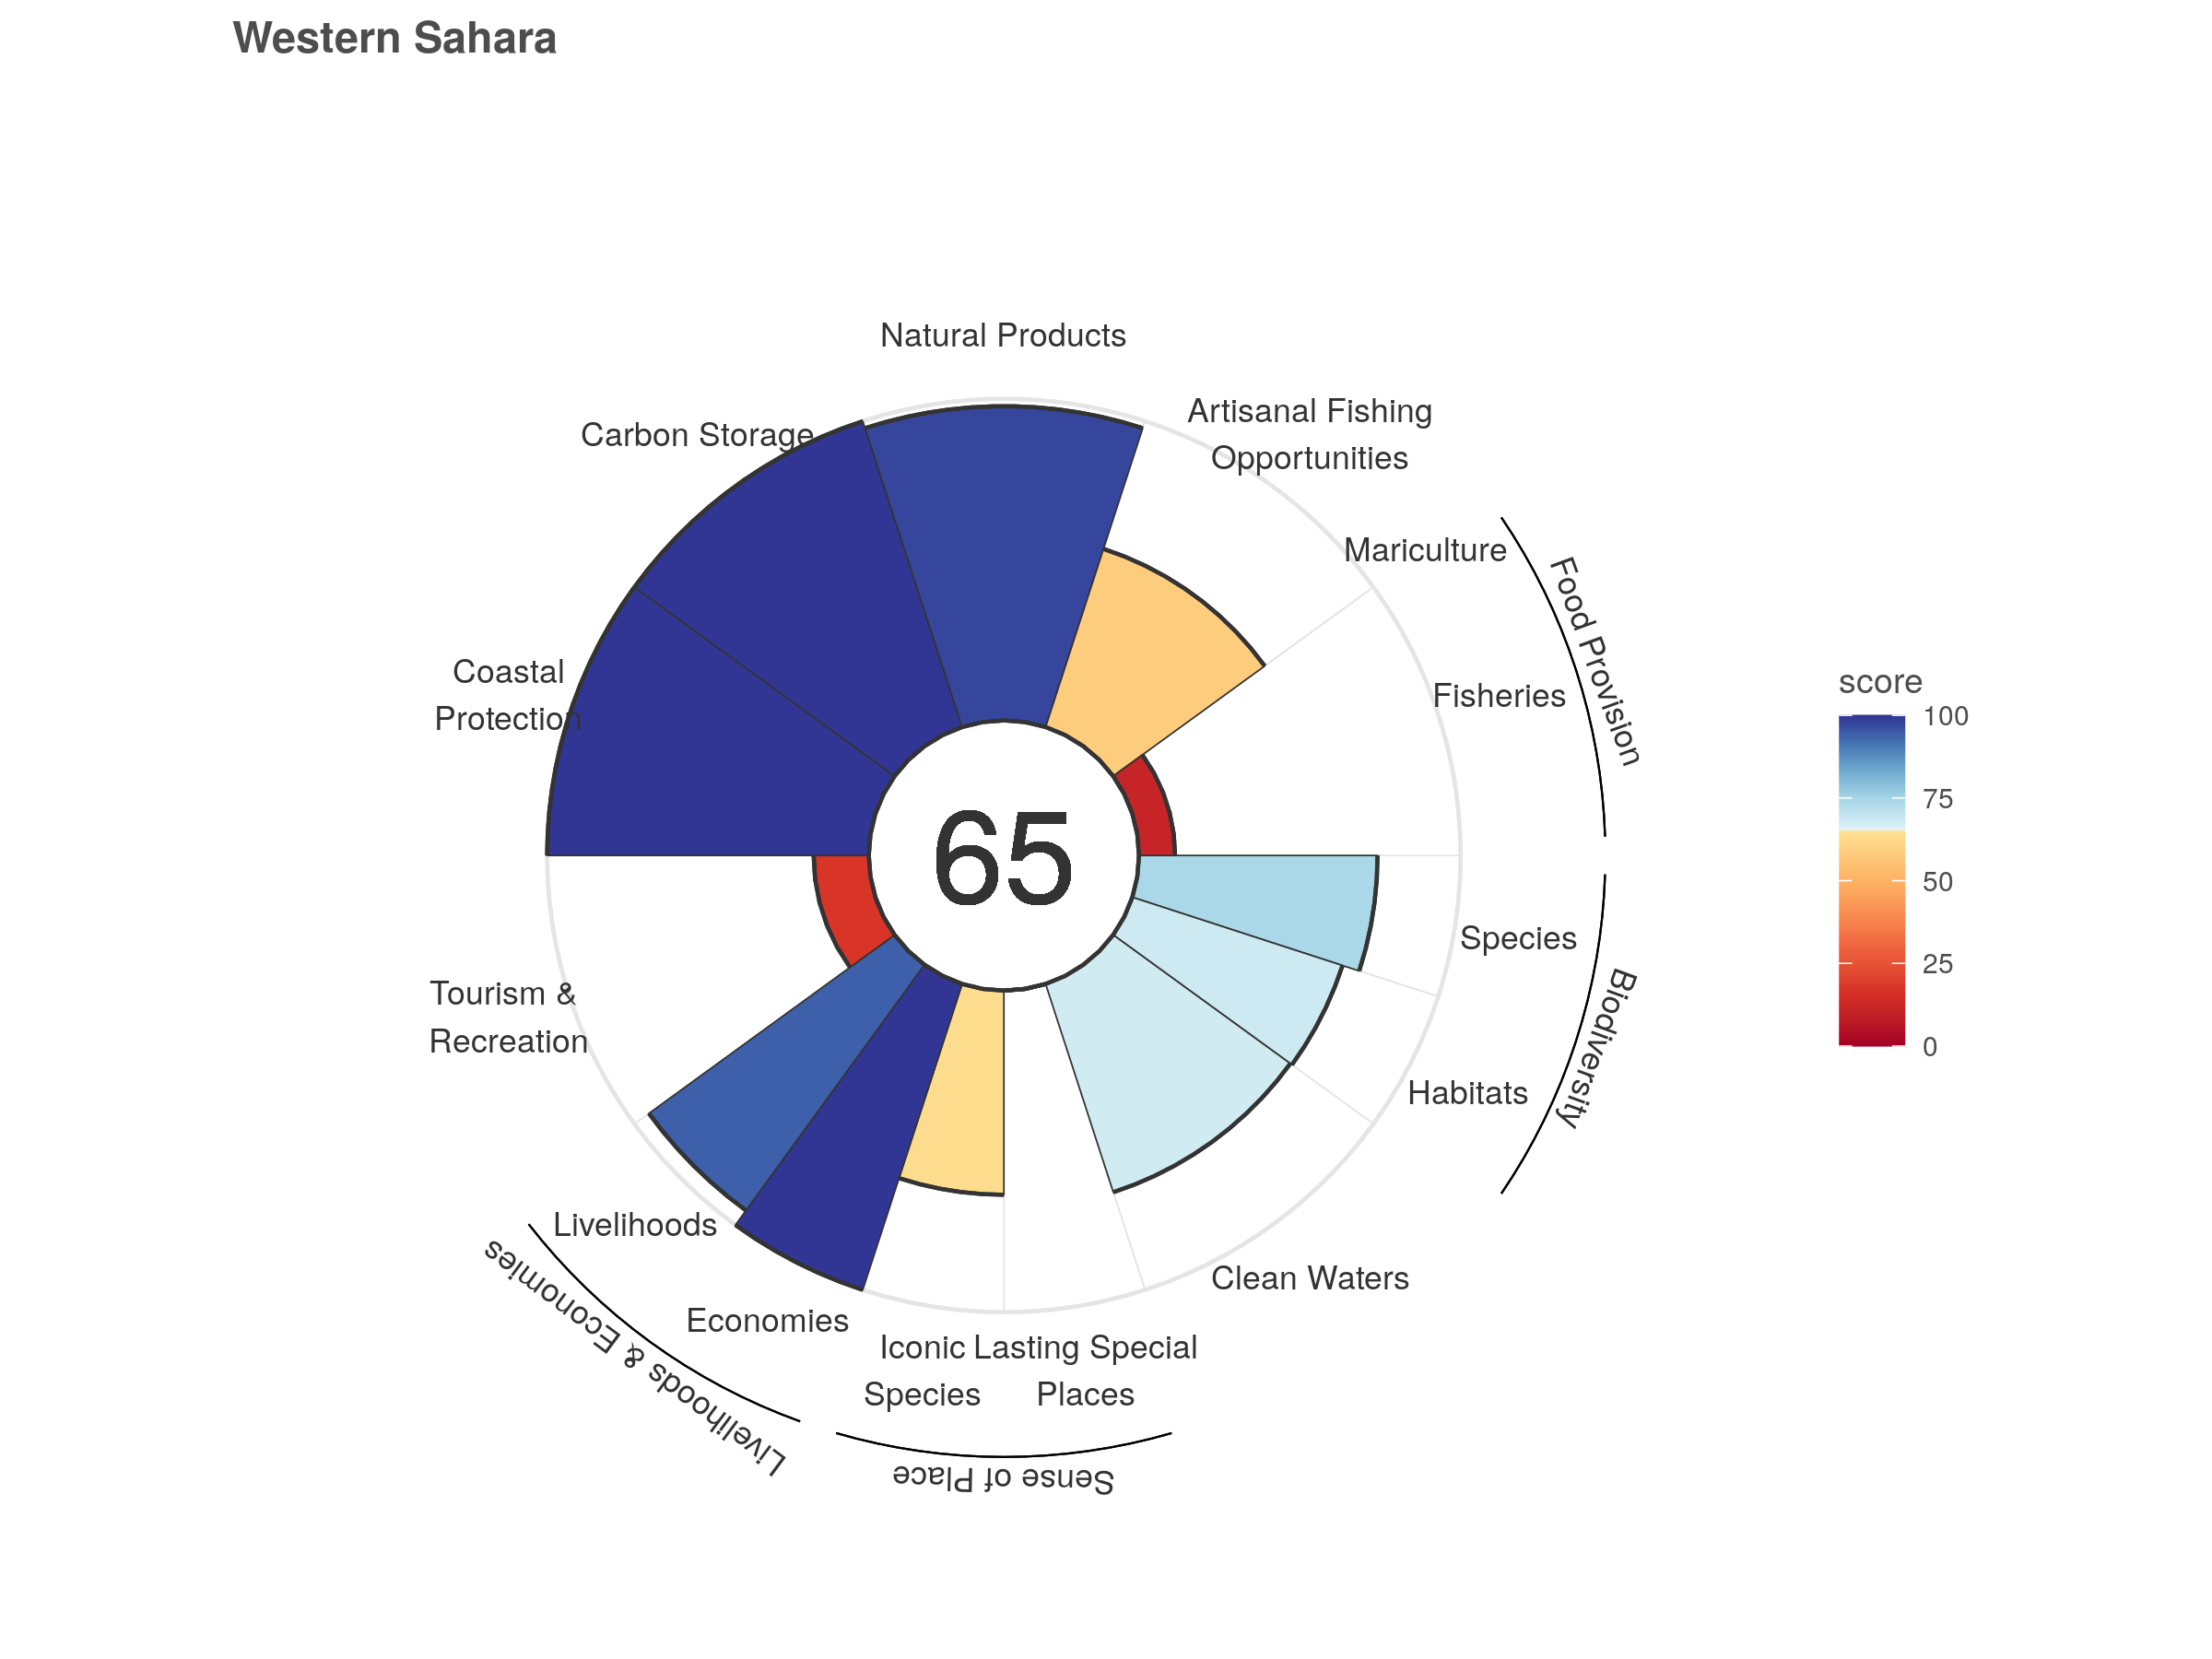 Western Sahara
Natural Products
Artisanal Fishing
Opportunities
Carbon Storage
Mariculture
Food Provision
Fisheries
Coastal
Protection
score
100
75
50
25
0
65
Species
Biodiversity
Habitats
Tourism &
Recreation
Livelihoods
Clean Waters
Economies
Livelihoods & Economies
Iconic
Species
Lasting Special
Places
Sense of Place